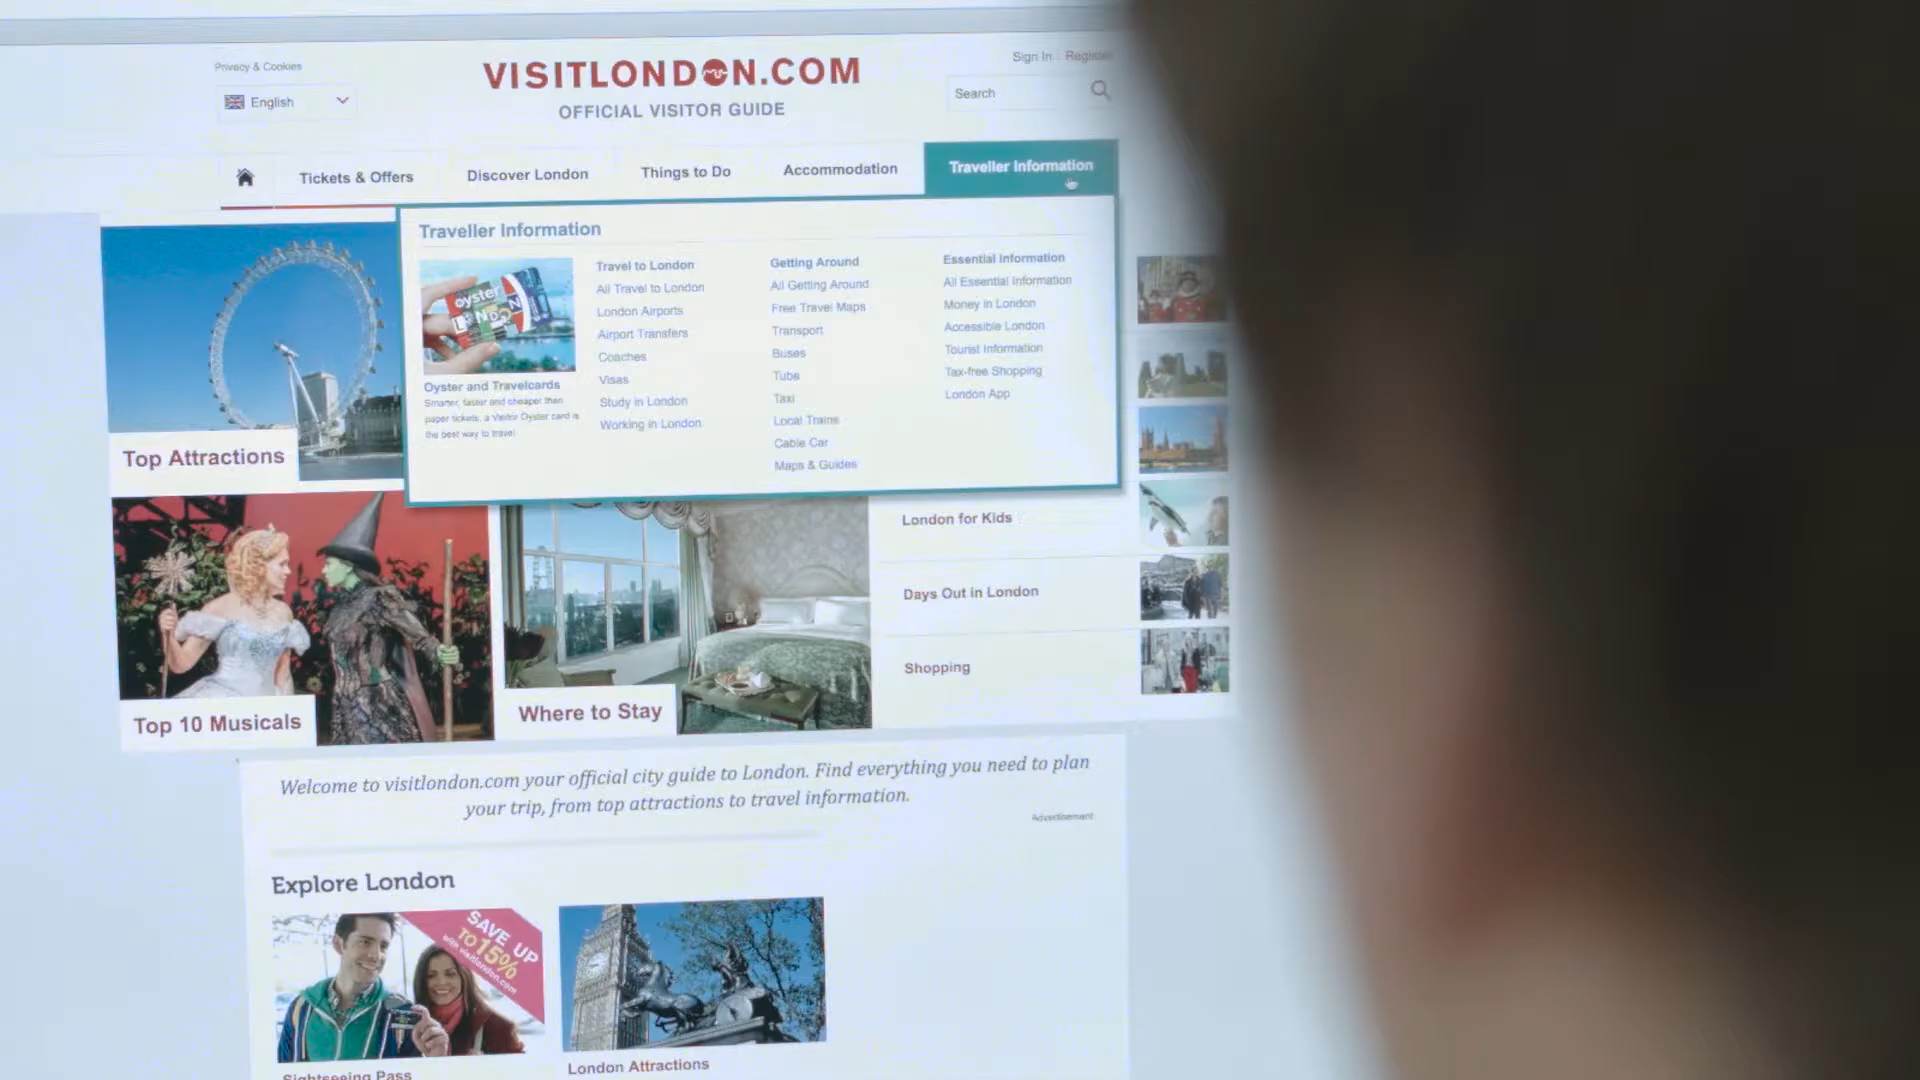 Privacy & Cookies
English
VISITLONDON.COM
OFFICIAL VISITOR GUIDE
Sign In
Register
Search
Tickets & Offers
Discover London
Things to Do
Accommodation
Traveller Information
Traveller Information
oyster
LONDON
Oyster and Travelcards
Smarter, faster and cheaper than
paper tickets, a Visitor Oyster card is
the best way to travel
Travel to London
All Travel to London
London Airports
Airport Transfers
Coaches
Visas
Study in London
Working in London
Getting Around
All Getting Around
Free Travel Maps
Transport
Buses
Tube
Taxi
Local Trains
Cable Car
Maps & Guides
Essential Information
All Essential Information
Money in London
Accessible London
Tourist Information
Tax-free Shopping
London App
Top Attractions
Top 10 Musicals
Where to Stay
London for Kids
Days Out in London
Shopping
Welcome to visitlondon.com your official city guide to London. Find everything you need to plan
your trip, from top attractions to travel information.
Advertisement
Explore London
SAVE UP
TO 15%
with visitlondon.com
Sightseeing Pass
London Attractions